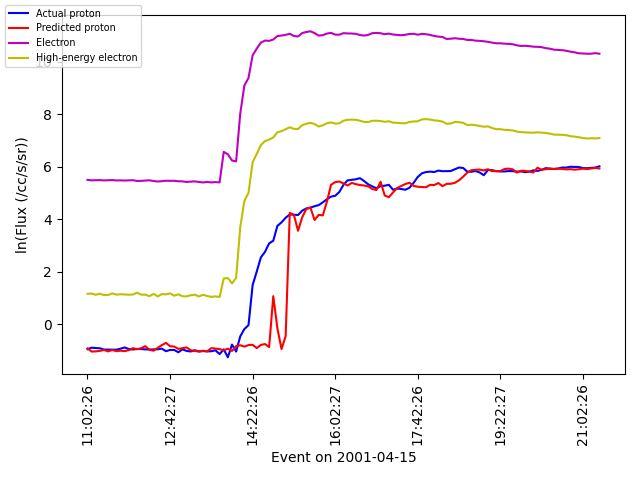 Actual proton
Predicted proton
Electron
High-energy electron
10
8
6
4
2
0
ln(Flux (/cc/s/sr))
11:02:26
12:42:27
14:22:26
16:02:27
17:42:26
19:22:27
21:02:26
Event on 2001-04-15